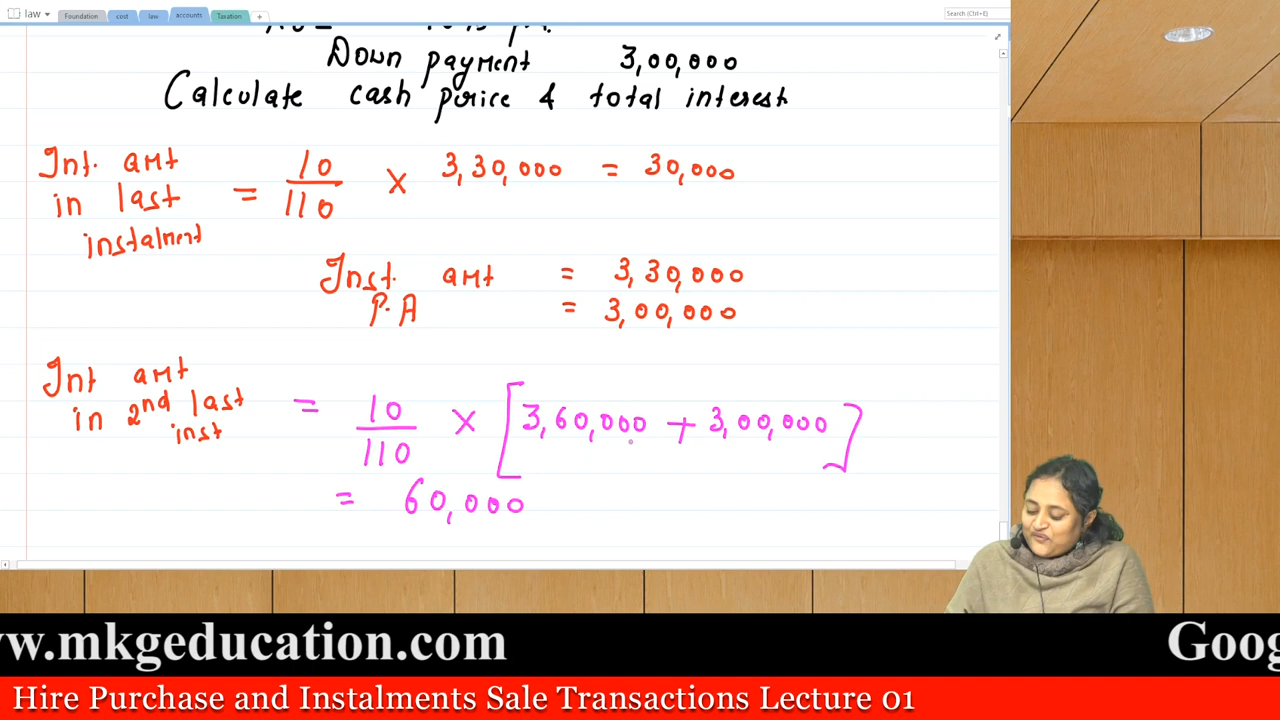 law
Foundation
cost
law
accounts
Taxation
Search (Ctrl+E)
Down payment 3,00,000
Calculate cash price & total interest
Int. amt in last instalment = 10/110 × 3,30,000 = 30,000
Inst. amt = 3,30,000
P.A = 3,00,000
Int amt in 2nd last inst = 10/110 × [3,60,000 + 3,00,000]
= 60,000
w.mkgeducation.com
Goog
Hire Purchase and Instalments Sale Transactions Lecture 01